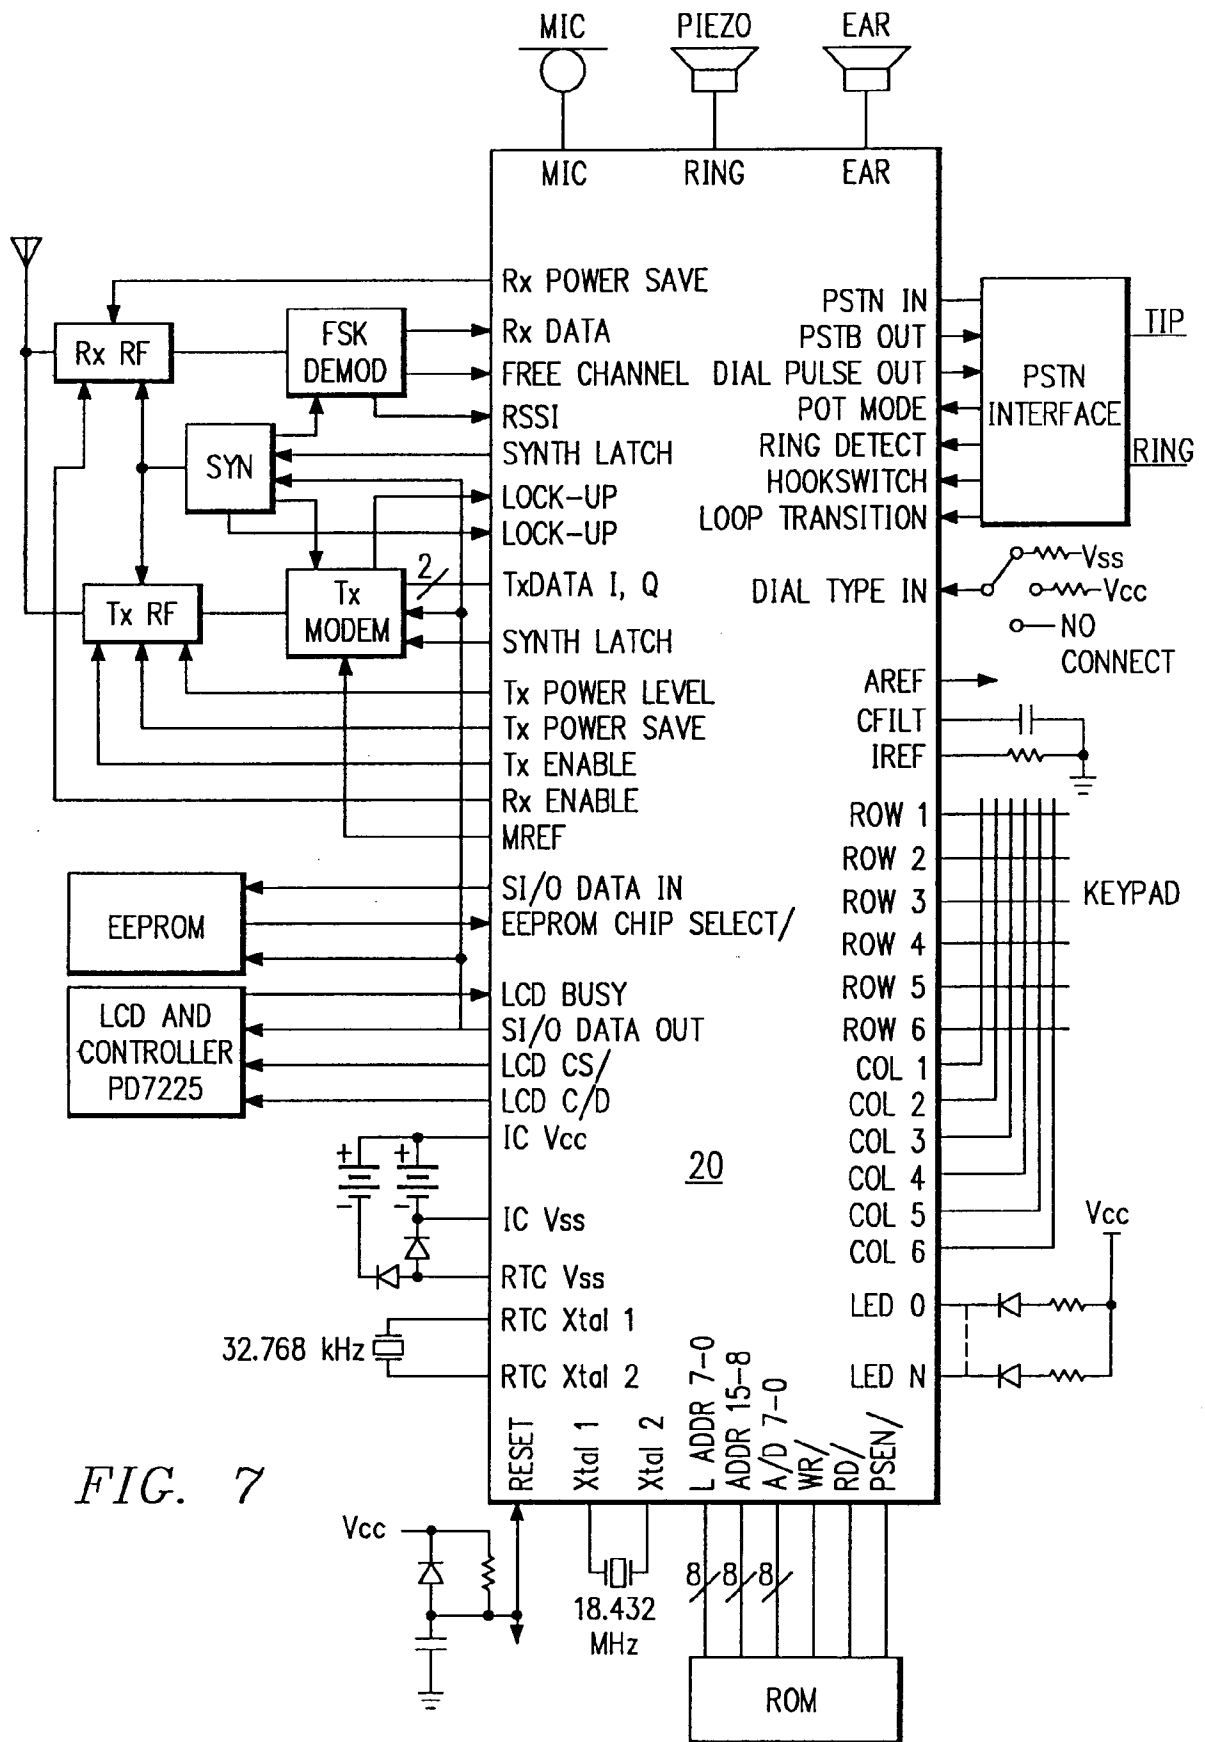 MIC PIEZO EAR
MIC RING EAR
Rx POWER SAVE
Rx RF
FSK
DEMOD
Rx DATA
FREE CHANNEL
RSSI
SYN
SYNTH LATCH
LOCK-UP
LOCK-UP
Tx RF
Tx
MODEM
2
TxDATA I, Q
SYNTH LATCH
Tx POWER LEVEL
Tx POWER SAVE
Tx ENABLE
Rx ENABLE
MREF
EEPROM
SI/O DATA IN
EEPROM CHIP SELECT/
LCD AND
CONTROLLER
PD7225
LCD BUSY
SI/O DATA OUT
LCD CS/
LCD C/D
+ +
- -
IC Vcc
IC Vss
RTC Vss
32.768 kHz
RTC Xtal 1
RTC Xtal 2
20
PSTN IN
PSTB OUT
DIAL PULSE OUT
POT MODE
RING DETECT
HOOKSWITCH
LOOP TRANSITION
PSTN
INTERFACE
TIP
RING
DIAL TYPE IN
Vss
Vcc
NO
CONNECT
AREF
CFILT
IREF
ROW 1
ROW 2
ROW 3
ROW 4
ROW 5
ROW 6
KEYPAD
COL 1
COL 2
COL 3
COL 4
COL 5
COL 6
Vcc
LED 0
LED N
RESET
Xtal 1
Xtal 2
L ADDR 7-0
ADDR 15-8
A/D 7-0
WR/
RD/
PSEN/
FIG. 7
Vcc
18.432
MHz
8 8 8
ROM